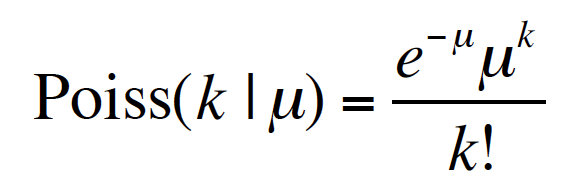 Poiss(k | μ) = e^{-μ} μ^k / k!